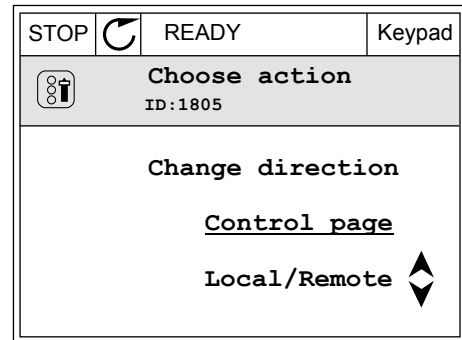 STOP READY Keypad
Choose action
ID:1805
Change direction
Control page
Local/Remote